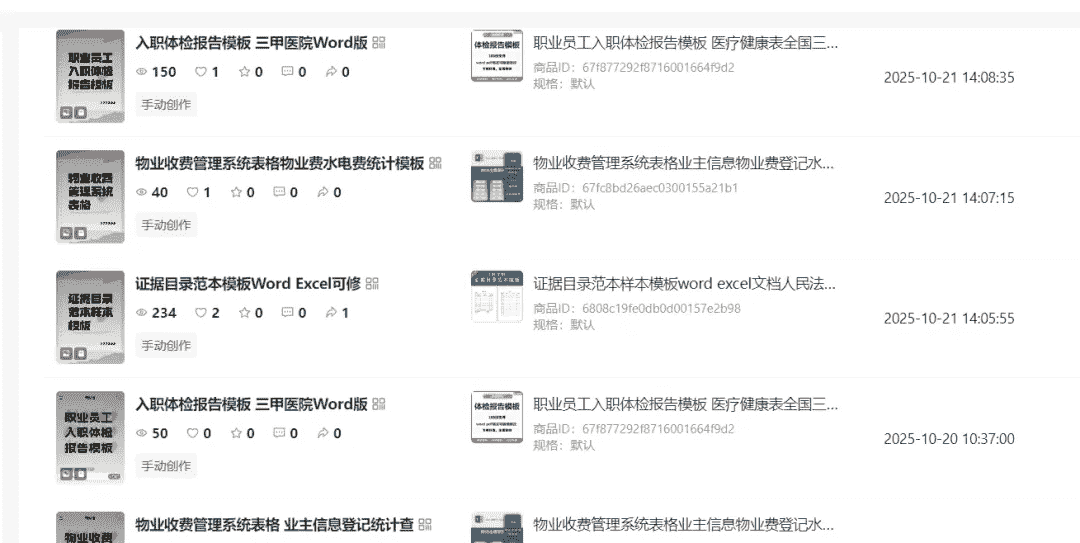 职业员工
入职体检
报告模板
入职体检报告模板 三甲医院Word版
150 1 0 0 0
手动创作
体检报告模板
职业员工入职体检报告模板 医疗健康表全国三...
商品ID: 67f877292f8716001664f9d2
规格: 默认
2025-10-21 14:08:35
物业收费
管理系统
表格
物业收费管理系统表格物业费水电费统计模板
40 1 0 0 0
手动创作
物业收费管理系统表格业主信息物业费登记水...
商品ID: 67fc8bd26aec0300155a21b1
规格: 默认
2025-10-21 14:07:15
证据目录
范本样本
模板
证据目录范本模板Word Excel可修
234 2 0 0 1
手动创作
证据目录范本样本模板word excel文档人民法...
商品ID: 6808c19fe0db0d00157e2b98
规格: 默认
2025-10-21 14:05:55
职业员工
入职体检
报告模板
入职体检报告模板 三甲医院Word版
50 0 0 0 0
手动创作
体检报告模板
职业员工入职体检报告模板 医疗健康表全国三...
商品ID: 67f877292f8716001664f9d2
规格: 默认
2025-10-20 10:37:00
物业收费
物业收费管理系统表格 业主信息登记统计查
物业收费管理系统表格业主信息物业费登记水...